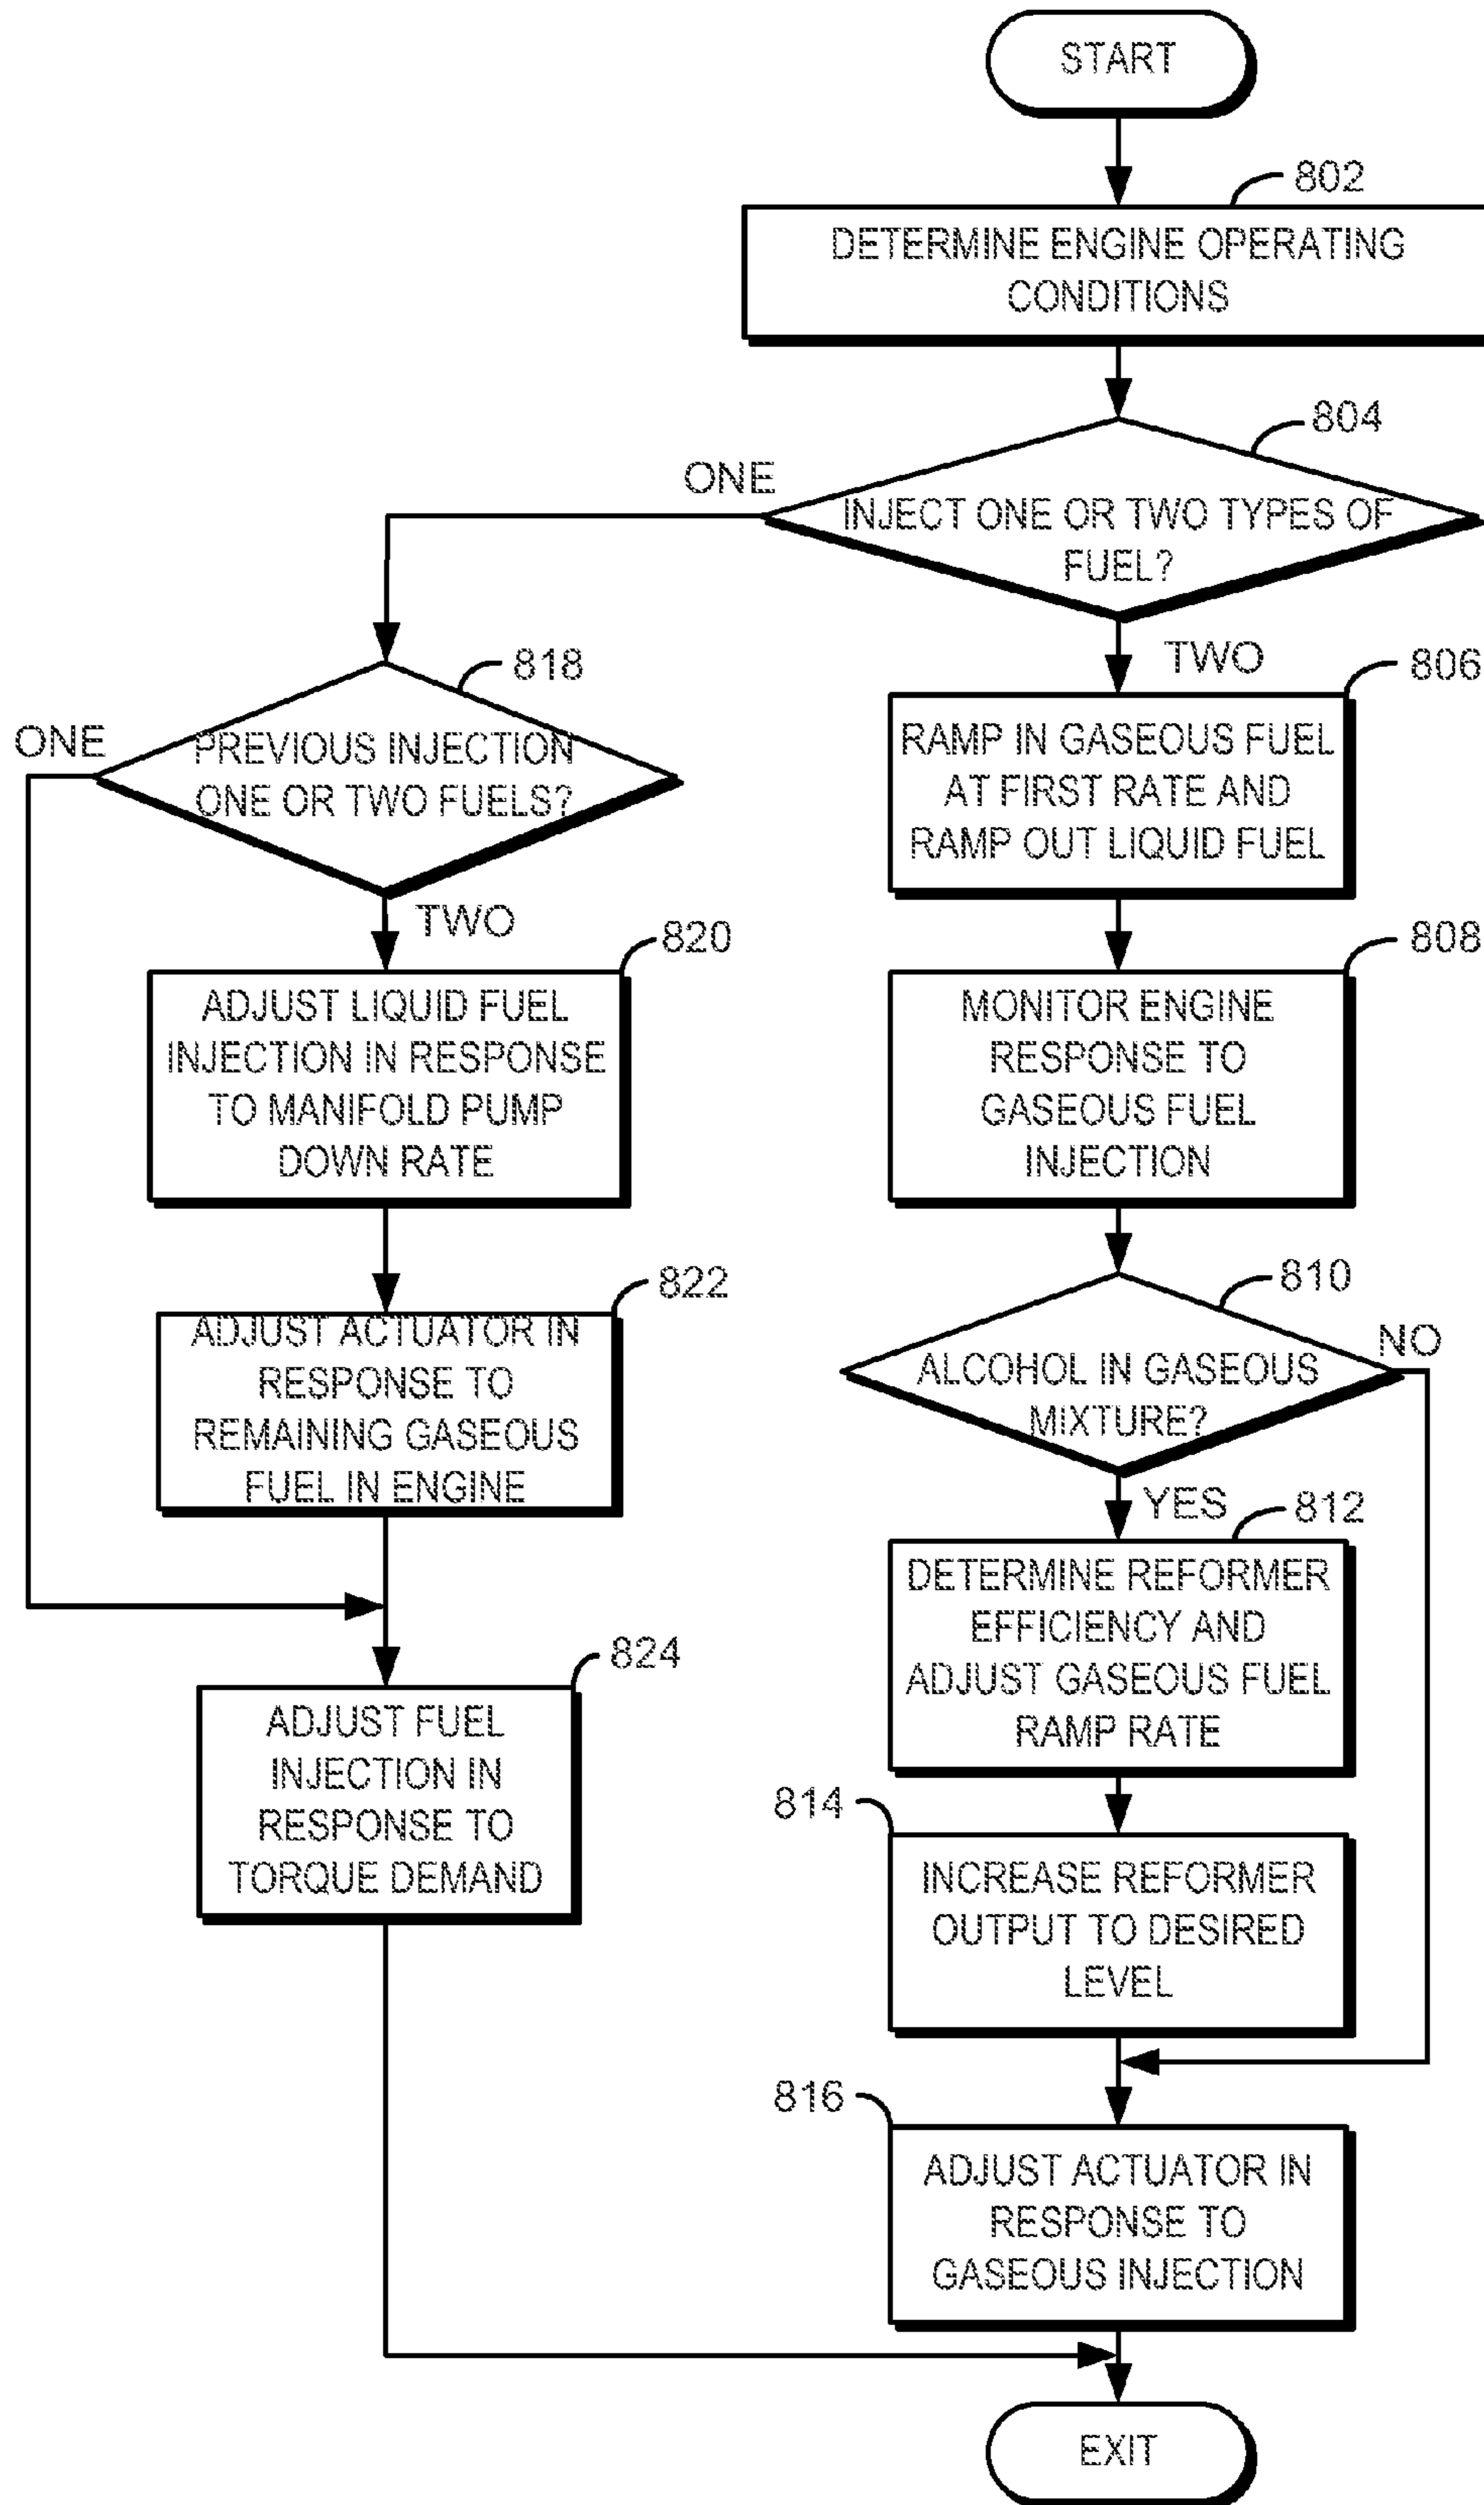 START
802
DETERMINE ENGINE OPERATING
CONDITIONS
804
ONE
INJECT ONE OR TWO TYPES OF
FUEL?
TWO
818
ONE
PREVIOUS INJECTION
ONE OR TWO FUELS?
TWO
806
RAMP IN GASEOUS FUEL
AT FIRST RATE AND
RAMP OUT LIQUID FUEL
820
ADJUST LIQUID FUEL
INJECTION IN RESPONSE
TO MANIFOLD PUMP
DOWN RATE
808
MONITOR ENGINE
RESPONSE TO
GASEOUS FUEL
INJECTION
822
ADJUST ACTUATOR IN
RESPONSE TO
REMAINING GASEOUS
FUEL IN ENGINE
810
NO
ALCOHOL IN GASEOUS
MIXTURE?
YES
812
DETERMINE REFORMER
EFFICIENCY AND
ADJUST GASEOUS FUEL
RAMP RATE
824
ADJUST FUEL
INJECTION IN
RESPONSE TO
TORQUE DEMAND
814
INCREASE REFORMER
OUTPUT TO DESIRED
LEVEL
816
ADJUST ACTUATOR IN
RESPONSE TO
GASEOUS INJECTION
EXIT